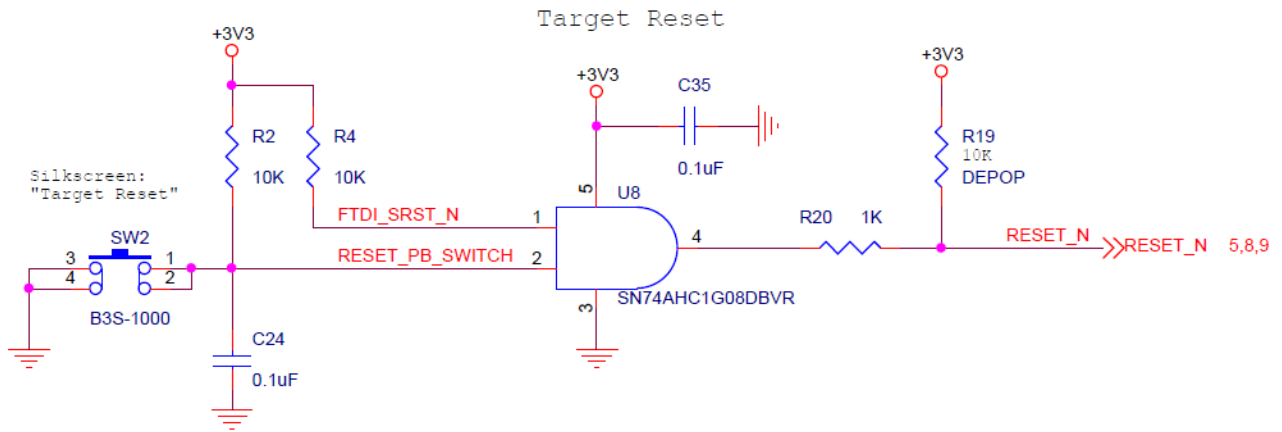 Target Reset
+3V3
+3V3
+3V3
C35
0.1uF
R2
10K
R4
10K
R19
10K
DEPOP
Silkscreen:
"Target Reset"
5
U8
FTDI_SRST_N
1
R20 1K
4
RESET_N
RESET_N 5,8,9
SW2
RESET_PB_SWITCH
2
3
4
1
2
B3S-1000
3
SN74AHC1G08DBVR
C24
0.1uF